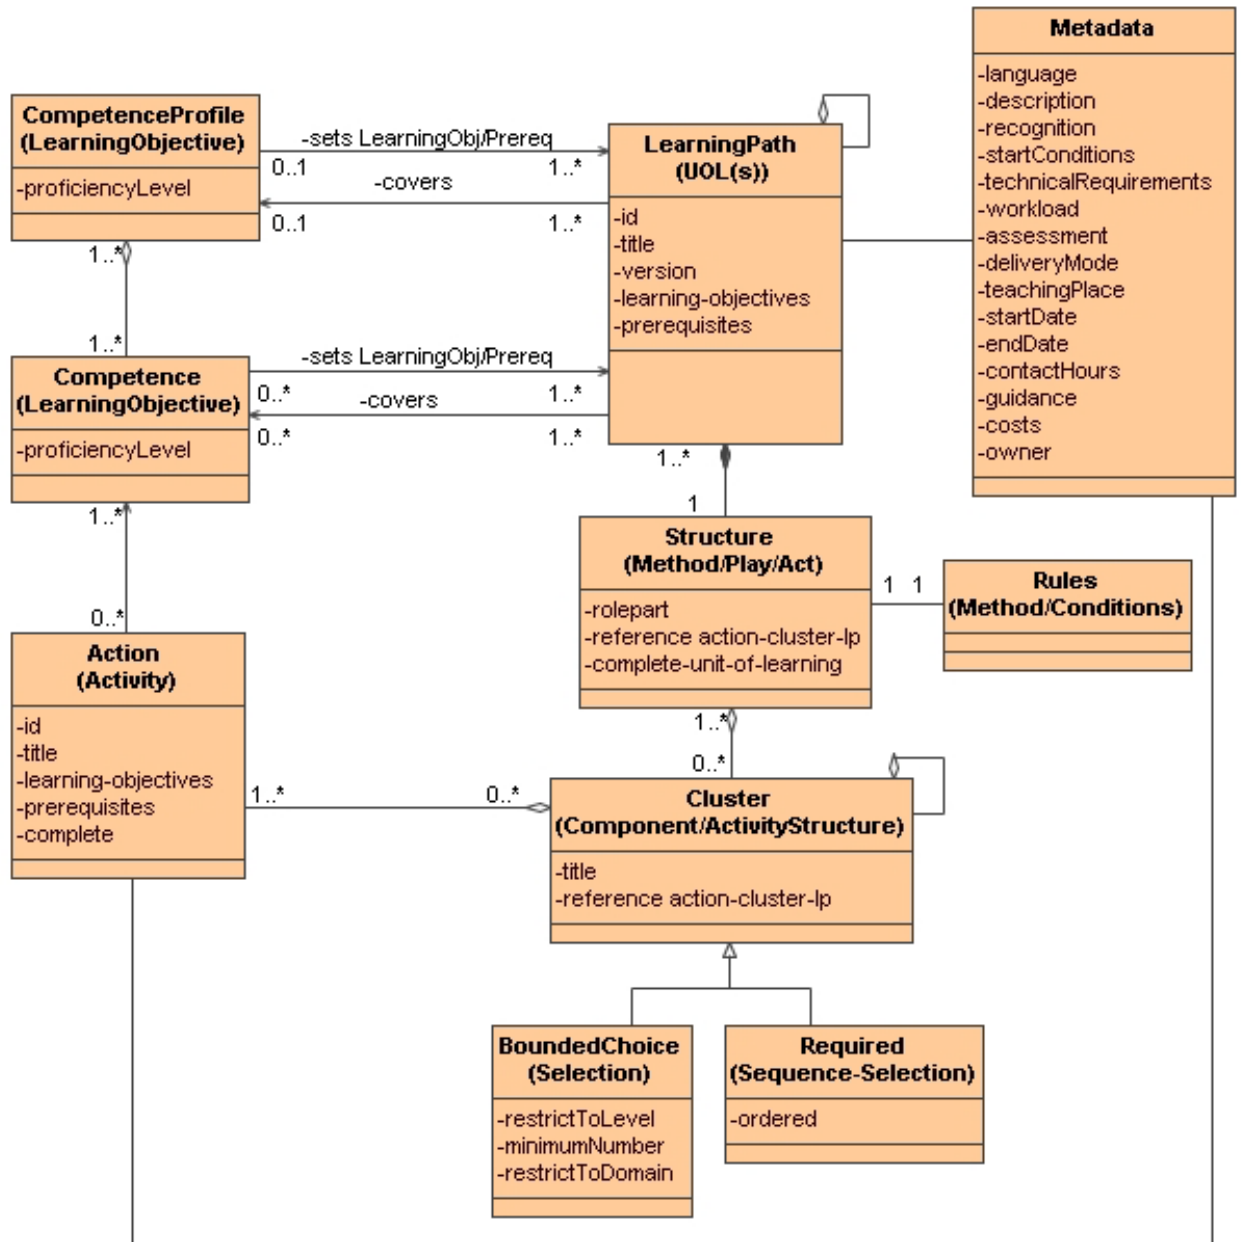 Metadata
-language
-description
-recognition
-startConditions
-technicalRequirements
-workload
-assessment
-deliveryMode
-teachingPlace
-startDate
-endDate
-contactHours
-guidance
-costs
-owner
CompetenceProfile
(LearningObjective)
-proficiencyLevel
-sets LearningObj/Prereq
0..1
1..*
-covers
0..1
1..*
LearningPath
(UOL(s))
-id
-title
-version
-learning-objectives
-prerequisites
1..*
1..*
Competence
(LearningObjective)
-proficiencyLevel
-sets LearningObj/Prereq
0..*
1..*
-covers
0..*
1..*
1..*
1
Structure
(Method/Play/Act)
-rolepart
-reference action-cluster-lp
-complete-unit-of-learning
1 1
Rules
(Method/Conditions)
1..*
0..*
Action
(Activity)
-id
-title
-learning-objectives
-prerequisites
-complete
1..*
0..*
1..*
0..*
Cluster
(Component/ActivityStructure)
-title
-reference action-cluster-lp
BoundedChoice
(Selection)
-restrictToLevel
-minimumNumber
-restrictToDomain
Required
(Sequence-Selection)
-ordered